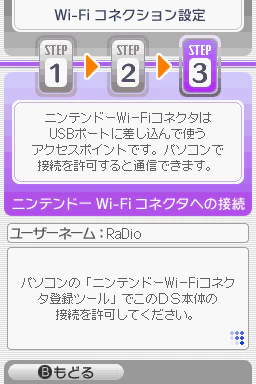 Wi-Fi コネクション設定
STEP 1
STEP 2
STEP 3
ニンテンドーWi-Fiコネクタは
USBポートに差し込んで使う
アクセスポイントです。パソコンで
接続を許可すると通信できます。
ニンテンドー Wi-Fi コネクタへの接続
ユーザーネーム：RaDio
パソコンの「ニンテンドーWi-Fiコネク
タ登録ツール」でこのDS本体の
接続を許可してください。
Bもどる